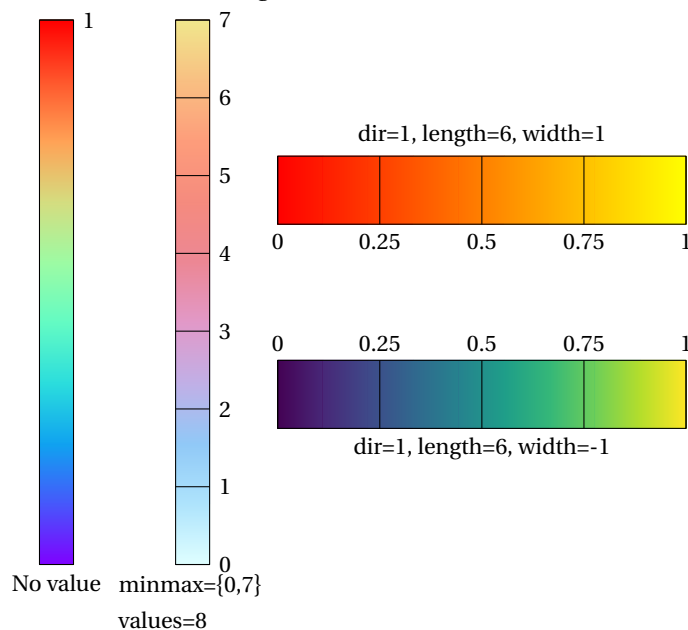 1
7
6
5
4
3
2
1
0
No value
minmax={0,7}
values=8
dir=1, length=6, width=1
0 0.25 0.5 0.75 1
0 0.25 0.5 0.75 1
dir=1, length=6, width=-1